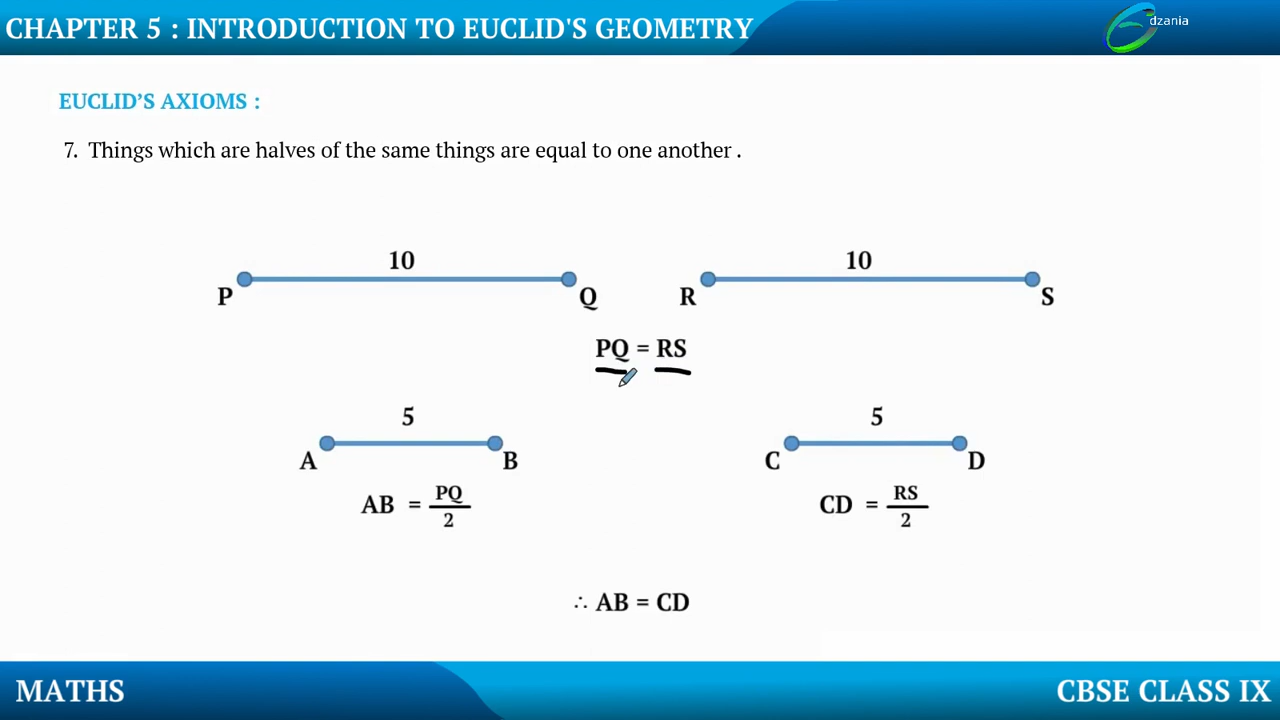 CHAPTER 5 : INTRODUCTION TO EUCLID'S GEOMETRY
Edzania
EUCLID'S AXIOMS :
7. Things which are halves of the same things are equal to one another .
10
10
P
Q
R
S
PQ = RS
5
5
A
B
C
D
AB = PQ/2
CD = RS/2
∴ AB = CD
MATHS
CBSE CLASS IX